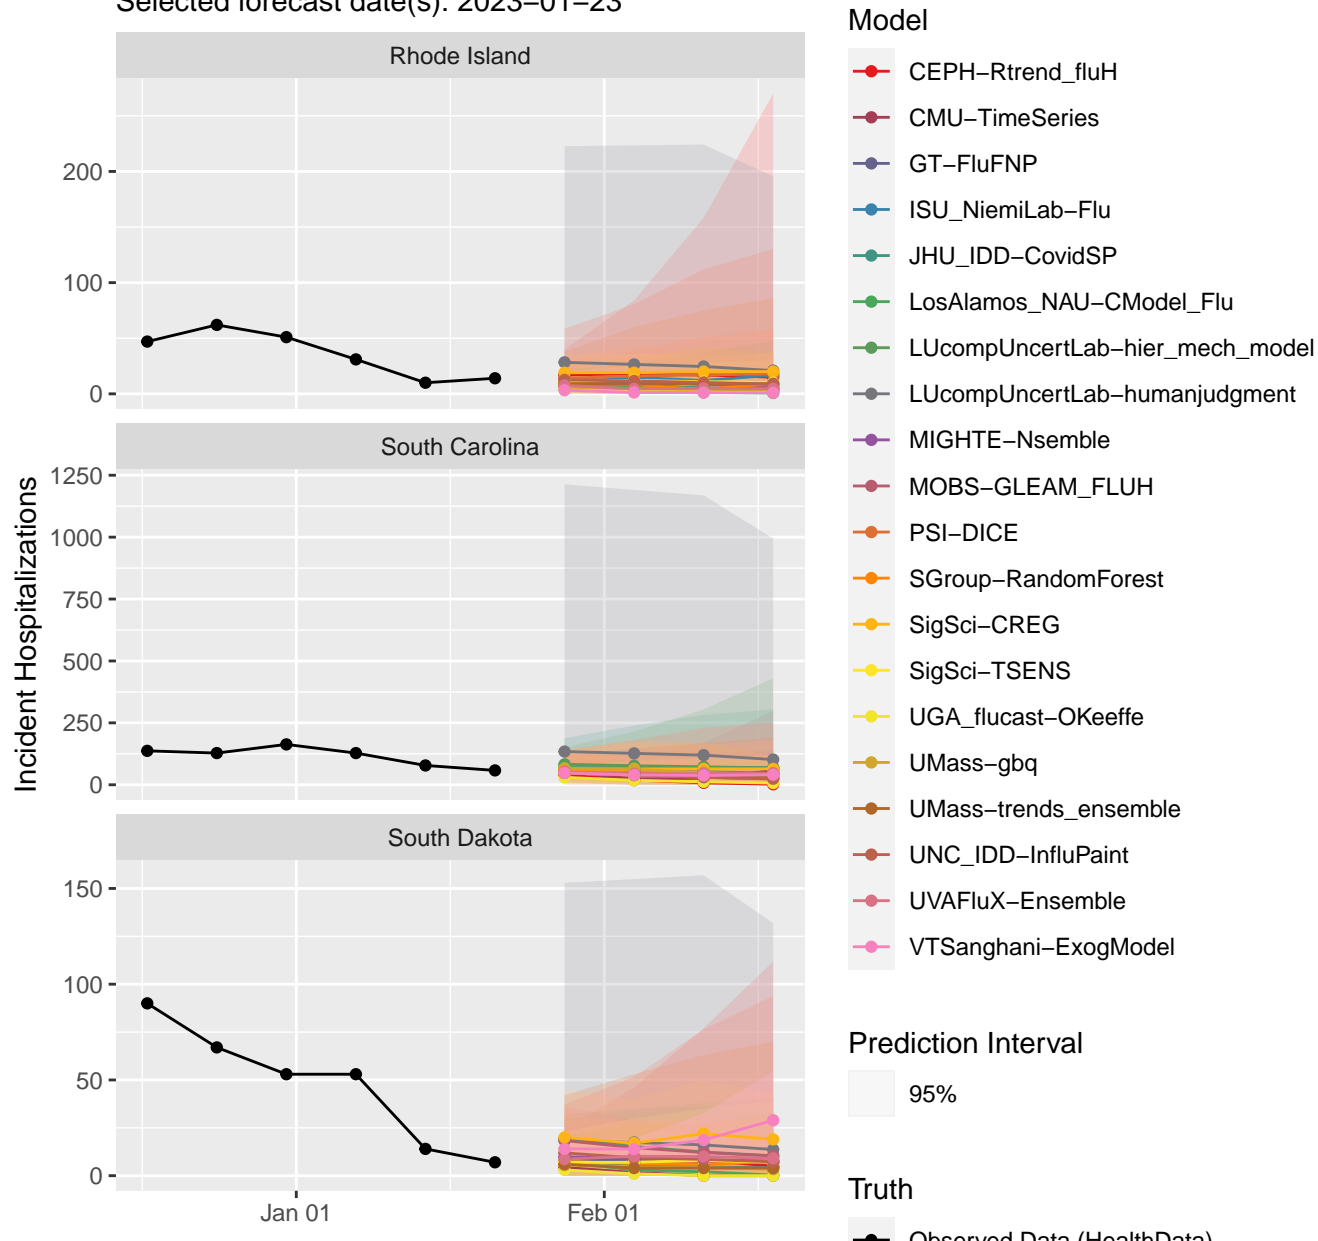 Selected forecast date(s): 2023−01−23
Rhode Island
200
100
0
South Carolina
1250
1000
750
500
250
0
South Dakota
150
100
50
0
Jan 01
Feb 01
Incident Hospitalizations
Model
CEPH−Rtrend_fluH
CMU−TimeSeries
GT−FluFNP
ISU_NiemiLab−Flu
JHU_IDD−CovidSP
LosAlamos_NAU−CModel_Flu
LUcompUncertLab−hier_mech_model
LUcompUncertLab−humanjudgment
MIGHTE−Nsemble
MOBS−GLEAM_FLUH
PSI−DICE
SGroup−RandomForest
SigSci−CREG
SigSci−TSENS
UGA_flucast−OKeeffe
UMass−gbq
UMass−trends_ensemble
UNC_IDD−InfluPaint
UVAFluX−Ensemble
VTSanghani−ExogModel
Prediction Interval
95%
Truth
Observed Data (HealthData)